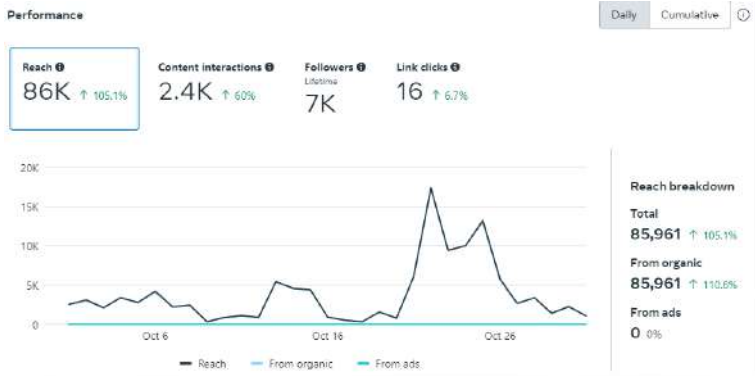 Performance
Daily Cumulative
Reach Content interactions Followers Link clicks
Lifetime
86K ↑ 105.1% 2.4K ↑ 60% 7K 16 ↑ 6.7%
20K
15K
10K
5K
0
Oct 6 Oct 16 Oct 26
Reach From organic From ads
Reach breakdown
Total
85,961 ↑ 105.1%
From organic
85,961 ↑ 110.8%
From ads
0 0%